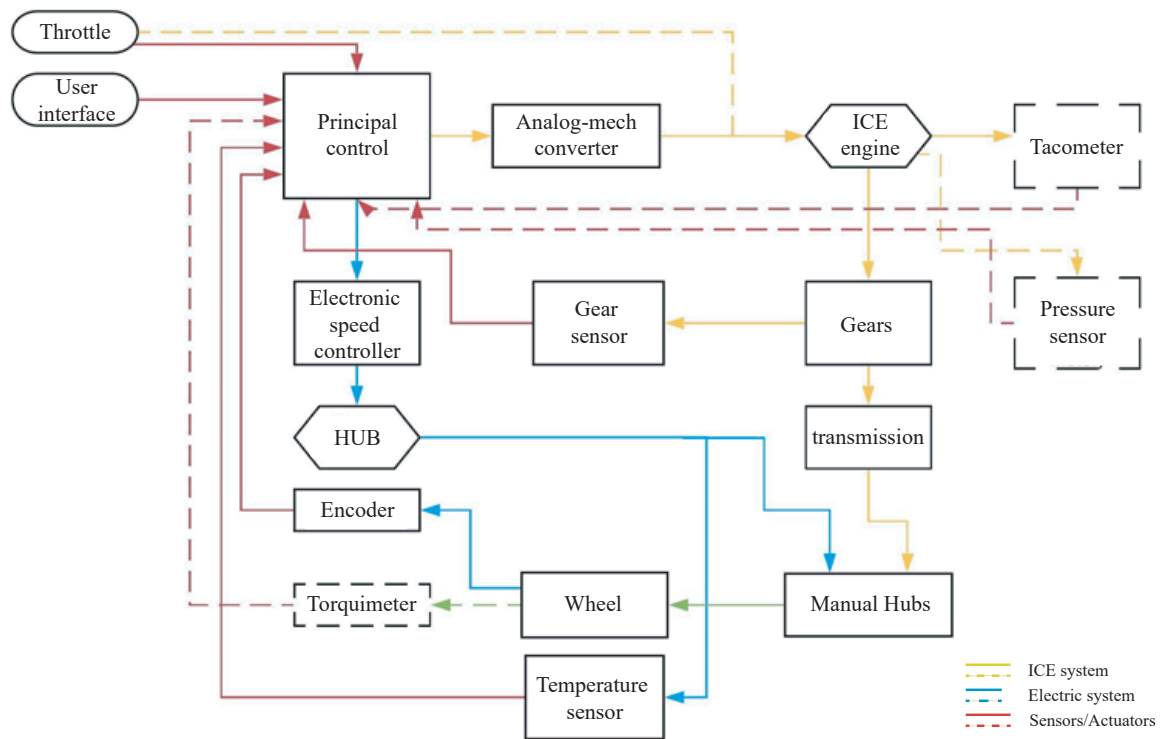 Throttle
User
interface
Principal
control
Analog-mech
converter
ICE
engine
Tacometer
Electronic
speed
controller
Gear
sensor
Gears
Pressure
sensor
HUB
transmission
Encoder
Torquimeter
Wheel
Manual Hubs
Temperature
sensor
ICE system
Electric system
Sensors/Actuators